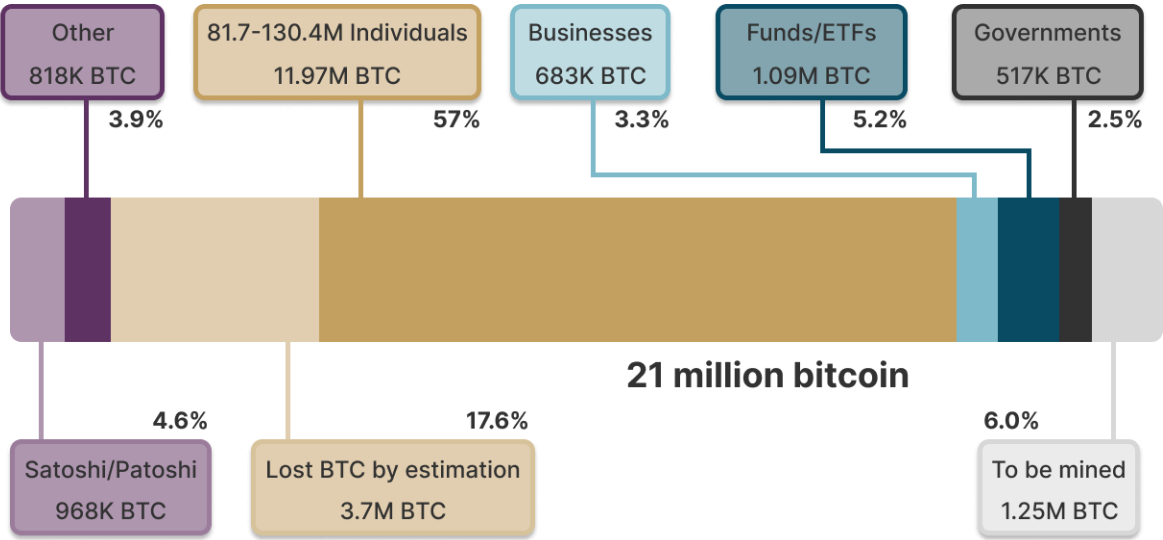 Other
818K BTC
3.9%
81.7-130.4M Individuals
11.97M BTC
57%
Businesses
683K BTC
3.3%
Funds/ETFs
1.09M BTC
5.2%
Governments
517K BTC
2.5%
21 million bitcoin
4.6%
Satoshi/Patoshi
968K BTC
17.6%
Lost BTC by estimation
3.7M BTC
6.0%
To be mined
1.25M BTC